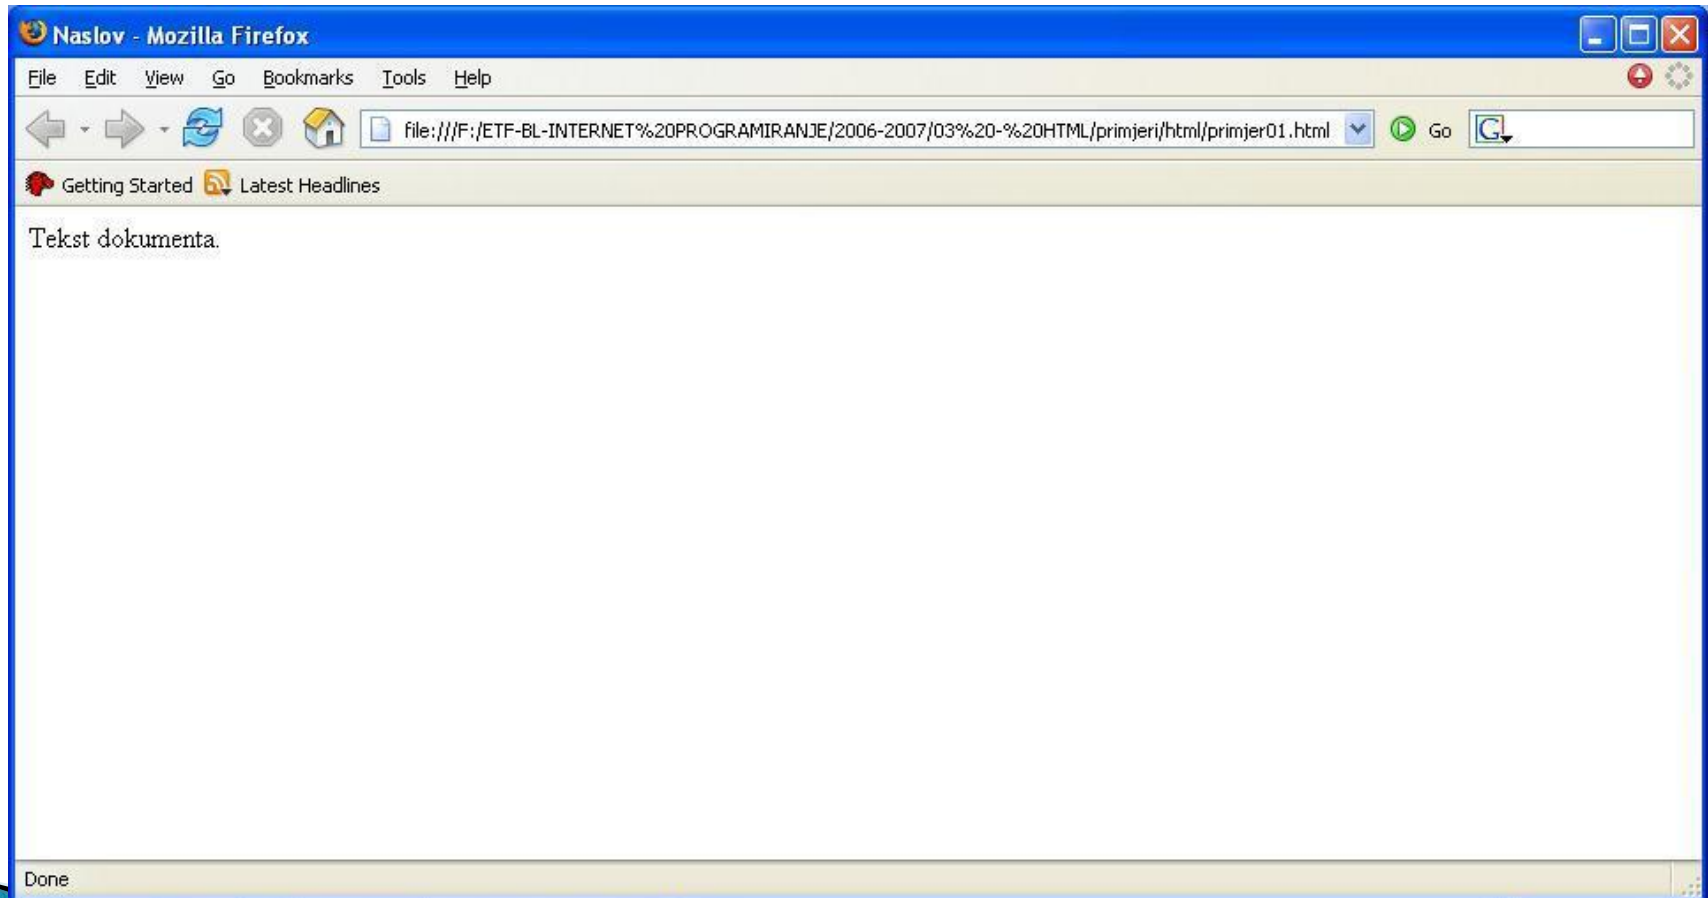 Naslov - Mozilla Firefox
File Edit View Go Bookmarks Tools Help
file:///F:/ETF-BL-INTERNET%20PROGRAMIRANJE/2006-2007/03%20-%20HTML/primjeri/html/primjer01.html Go G
Getting Started Latest Headlines
Tekst dokumenta.
Done